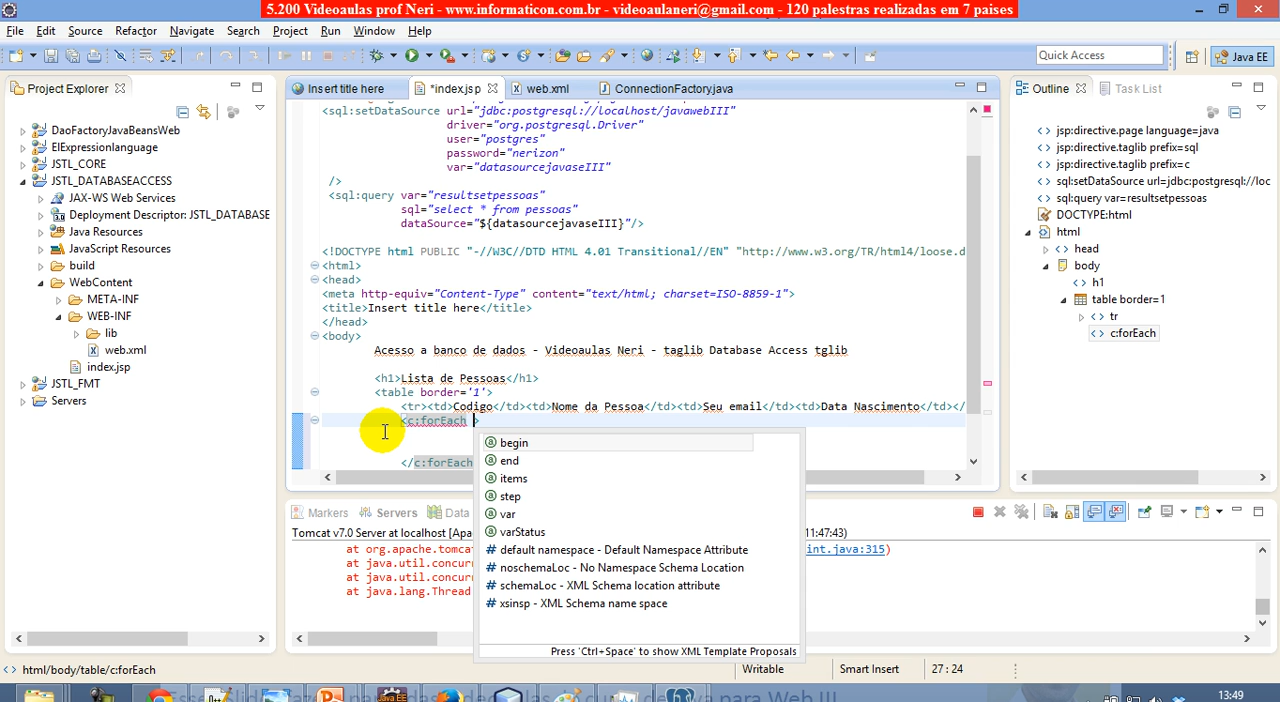 5.200 Videoaulas prof Neri - www.informaticon.com.br - videoaulaneri@gmail.com - 120 palestras realizadas em 7 paises
File Edit Source Refactor Navigate Search Project Run Window Help
Quick Access
Java EE
Project Explorer
DaoFactoryJavaBeansWeb
ElExpressionlanguage
JSTL_CORE
JSTL_DATABASEACCESS
JAX-WS Web Services
Deployment Descriptor: JSTL_DATABASE
Java Resources
JavaScript Resources
build
WebContent
META-INF
WEB-INF
lib
web.xml
index.jsp
JSTL_FMT
Servers
Insert title here
*index.jsp
web.xml
ConnectionFactory.java
<sql:setDataSource url="jdbc:postgresql://localhost/javawebIII"
driver="org.postgresql.Driver"
user="postgres"
password="nerizon"
var="datasourcejavaseIII"
/>
<sql:query var="resultsetpessoas"
sql="select * from pessoas"
dataSource="${datasourcejavaseIII}"/>
<!DOCTYPE html PUBLIC "-//W3C//DTD HTML 4.01 Transitional//EN" "http://www.w3.org/TR/html4/loose.d
<html>
<head>
<meta http-equiv="Content-Type" content="text/html; charset=ISO-8859-1">
<title>Insert title here</title>
</head>
<body>
Acesso a banco de dados - Videoaulas Neri - taglib Database Access tglib
<h1>Lista de Pessoas</h1>
<table border='1'>
<tr><td>Codigo</td><td>Nome da Pessoa</td><td>Seu email</td><td>Data Nascimento</td></
<c:forEach >
</c:forEach
begin
end
items
step
var
varStatus
default namespace - Default Namespace Attribute
noschemaLoc - No Namespace Schema Location
schemaLoc - XML Schema location attribute
xsinsp - XML Schema name space
Press 'Ctrl+Space' to show XML Template Proposals
Outline
Task List
jsp:directive.page language=java
jsp:directive.taglib prefix=sql
jsp:directive.taglib prefix=c
sql:setDataSource url=jdbc:postgresql://loc
sql:query var=resultsetpessoas
DOCTYPE:html
html
head
body
h1
table border=1
tr
c:forEach
Markers
Servers
Data
Tomcat v7.0 Server at localhost [Apa
11:47:43)
at org.apache.tomca
int.java:315)
at java.util.concur
at java.util.concur
at java.lang.Thread
html/body/table/c:forEach
Writable
Smart Insert
27 : 24
13:49